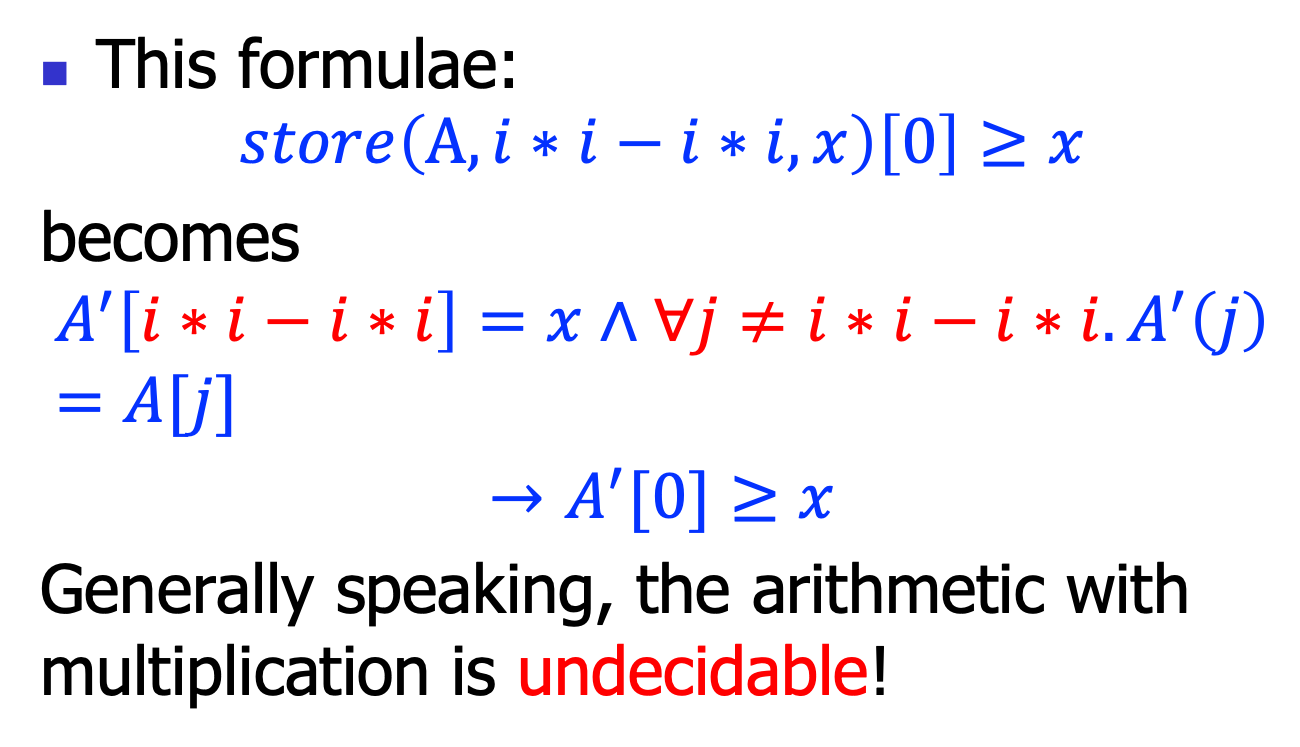 ▪ This formulae:
𝑠𝑡𝑜𝑟𝑒(A, 𝑖 ∗ 𝑖 − 𝑖 ∗ 𝑖, 𝑥)[0] ≥ 𝑥
becomes
𝐴′[𝑖 ∗ 𝑖 − 𝑖 ∗ 𝑖] = 𝑥 ∧ ∀𝑗 ≠ 𝑖 ∗ 𝑖 − 𝑖 ∗ 𝑖. 𝐴′(𝑗)
= 𝐴[𝑗]
→ 𝐴′[0] ≥ 𝑥
Generally speaking, the arithmetic with
multiplication is undecidable!